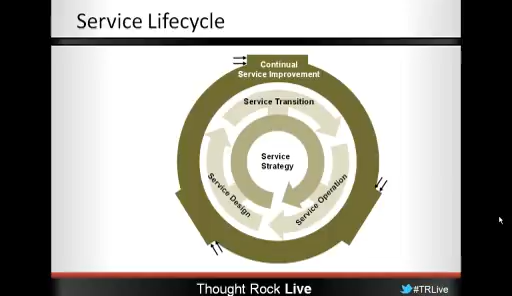 Service Lifecycle
Continual
Service Improvement
Service Transition
Service
Strategy
Service Design
Service Operation
Thought Rock Live
#TRLive